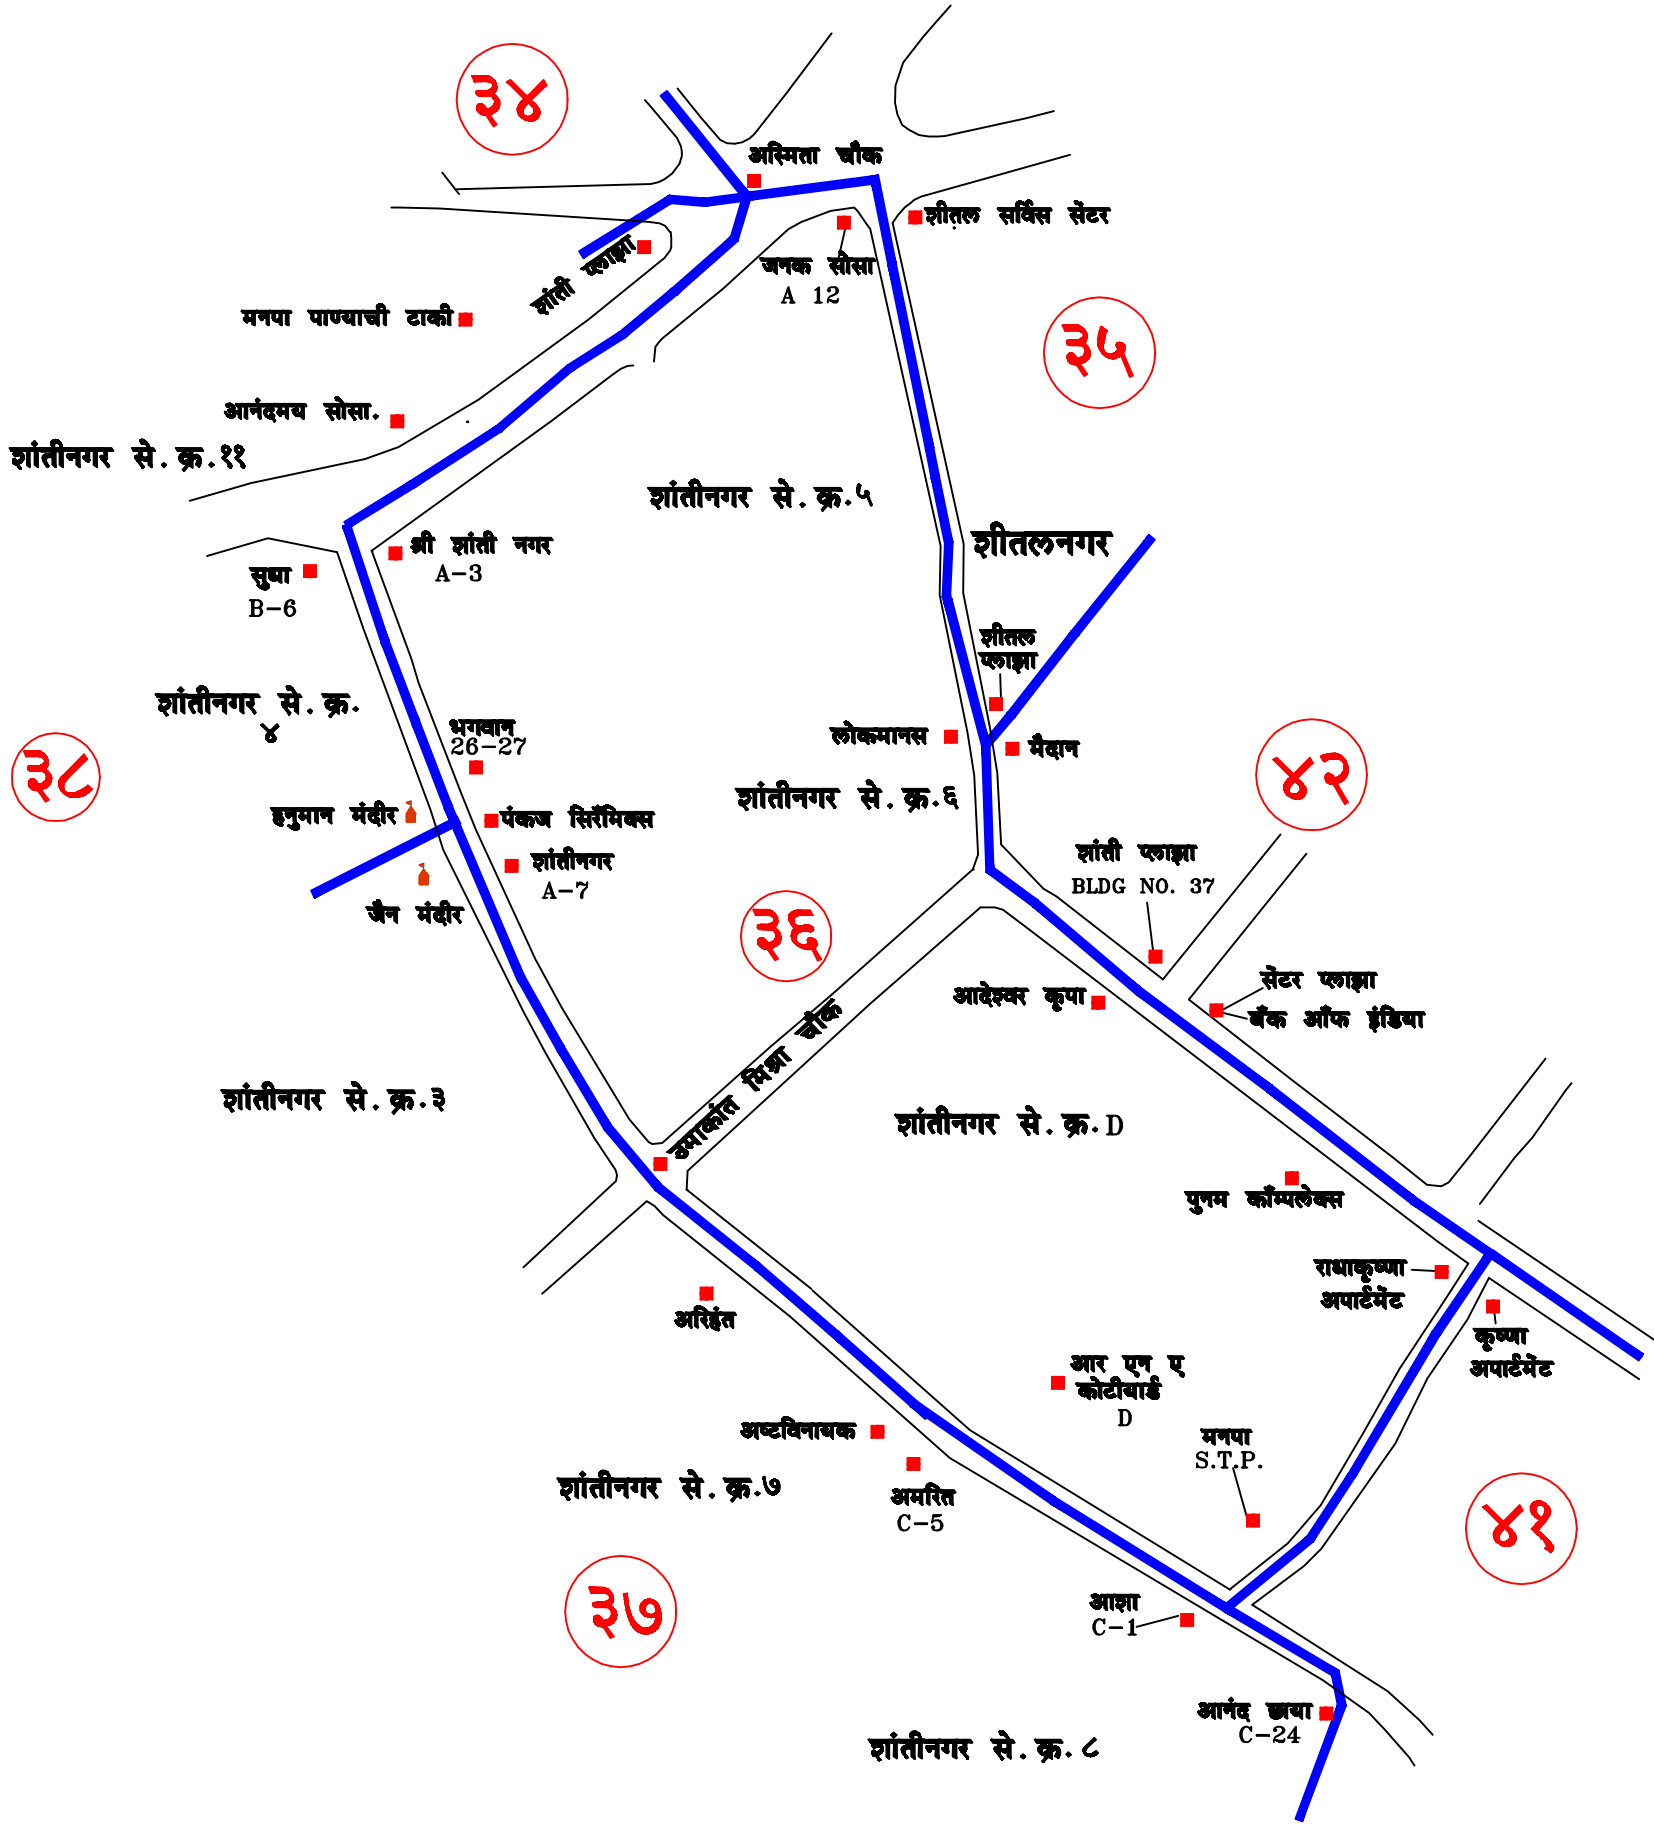 ३४
अस्मिता चौक
शीतल सर्विस सेंटर
शांती प्लाझा
जनक सोसा
A 12
मनपा पाण्याची टाकी
३५
आनंदमय सोसा.
शांतीनगर से. क्र.११
शांतीनगर से. क्र.५
शीतलनगर
श्री शांती नगर
A-3
सुधा
B-6
शीतल
प्लाझा
शांतीनगर से. क्र.
४
भगवान
26-27
लोकमानस
मैदान
३८
४२
शांतीनगर से. क्र.६
हनुमान मंदीर
पंकज सिरॅमिक्स
शांतीनगर
A-7
शांती प्लाझा
BLDG NO. 37
जैन मंदीर
३६
सेंटर प्लाझा
आदेश्वर कृपा
बँक ऑफ इंडिया
उमाकांत मिश्रा चौक
शांतीनगर से. क्र.३
शांतीनगर से. क्र. D
पुनम कॉम्पलेक्स
राधाकृष्णा
अपार्टमेंट
अरिहंत
कृष्णा
अपार्टमेंट
आर एन ए
कोटीयार्ड
D
अष्टविनायक
मनपा
S.T.P.
शांतीनगर से. क्र.७
अमरित
C-5
४१
३७
आशा
C-1
आनंद छाया
C-24
शांतीनगर से. क्र. ८